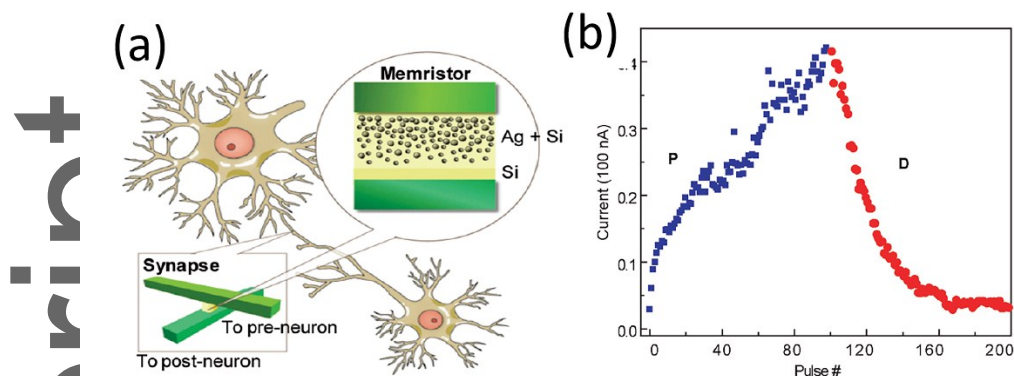 print
(a)
Memristor
Ag + Si
Si
Synapse
To pre-neuron
To post-neuron
(b)
Current (100 nA)
0.3
0.2
0.1
0.0
P
D
0
40
80
120
160
200
Pulse #